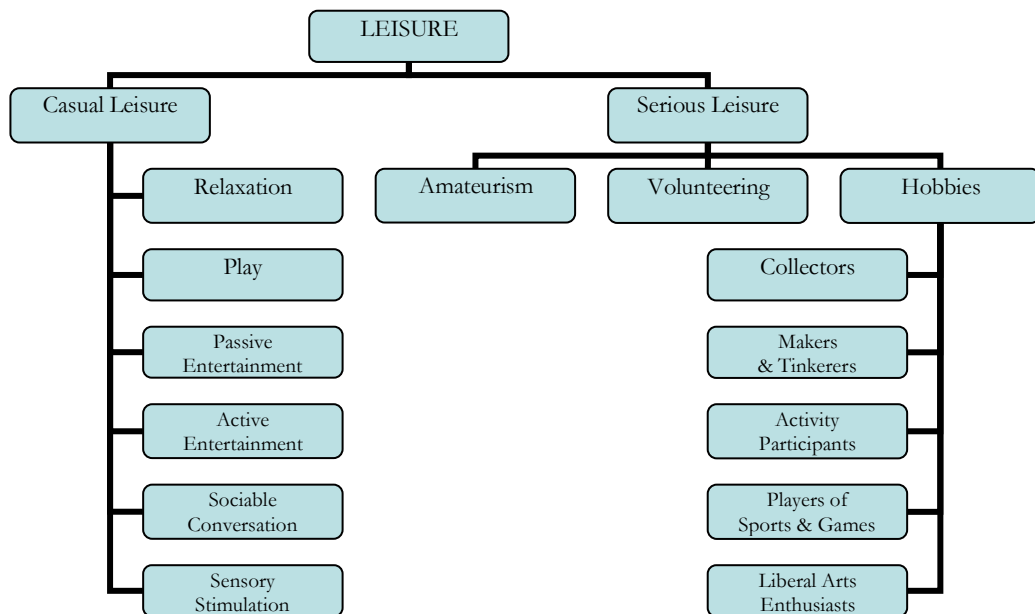 LEISURE
Casual Leisure
Serious Leisure
Relaxation
Amateurism
Volunteering
Hobbies
Play
Collectors
Passive
Entertainment
Makers
& Tinkerers
Active
Entertainment
Activity
Participants
Sociable
Conversation
Players of
Sports & Games
Sensory
Stimulation
Liberal Arts
Enthusiasts